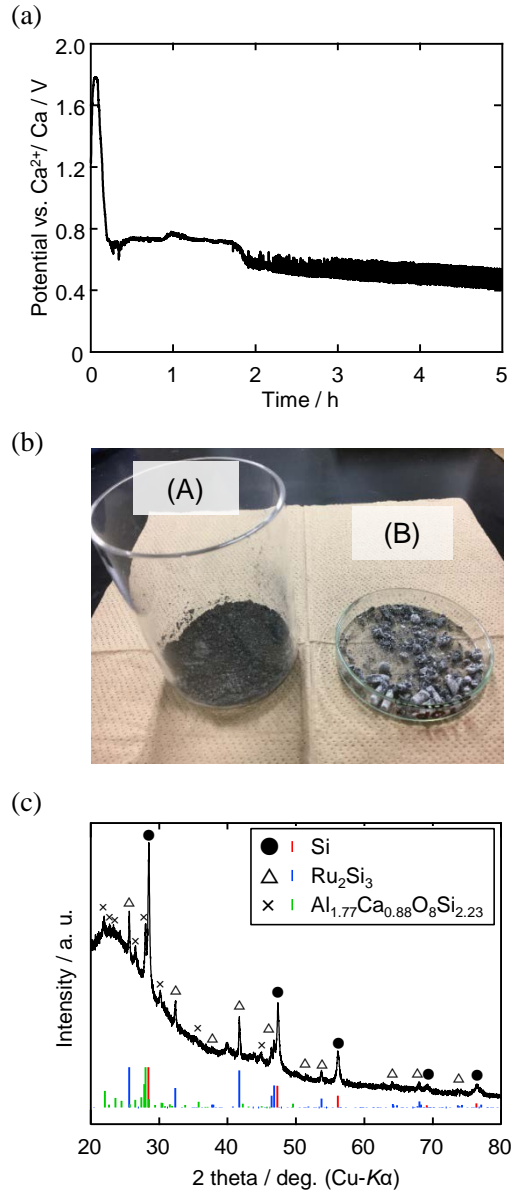 (a)
Potential vs. Ca²⁺/ Ca / V
2.0
1.6
1.2
0.8
0.4
0
0 1 2 3 4 5
Time / h
(b)
(A)
(B)
(c)
Intensity / a. u.
Si
Ru₂Si₃
Al₁.₇₇Ca₀.₈₈O₈Si₂.₂₃
20 30 40 50 60 70 80
2 theta / deg. (Cu-Kα)